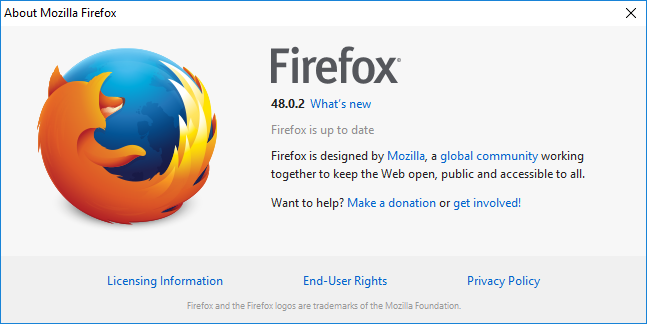 About Mozilla Firefox
Firefox®
48.0.2 What's new
Firefox is up to date
Firefox is designed by Mozilla, a global community working
together to keep the Web open, public and accessible to all.
Want to help? Make a donation or get involved!
Licensing Information End-User Rights Privacy Policy
Firefox and the Firefox logos are trademarks of the Mozilla Foundation.